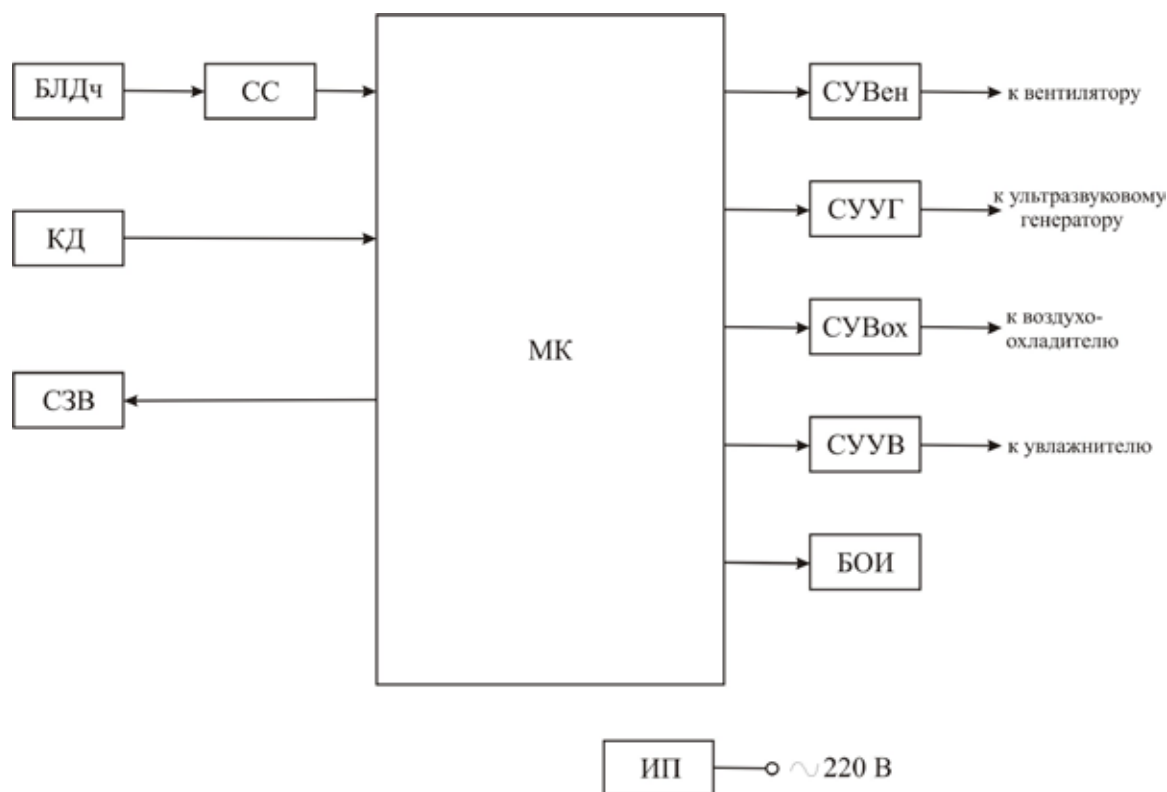 БЛДч
СС
СУВен
к вентилятору
КД
СУУГ
к ультразвуковому
генератору
МК
СУВох
к воздухо-
охладителю
СЗВ
СУУВ
к увлажнителю
БОИ
ИП
~ 220 В